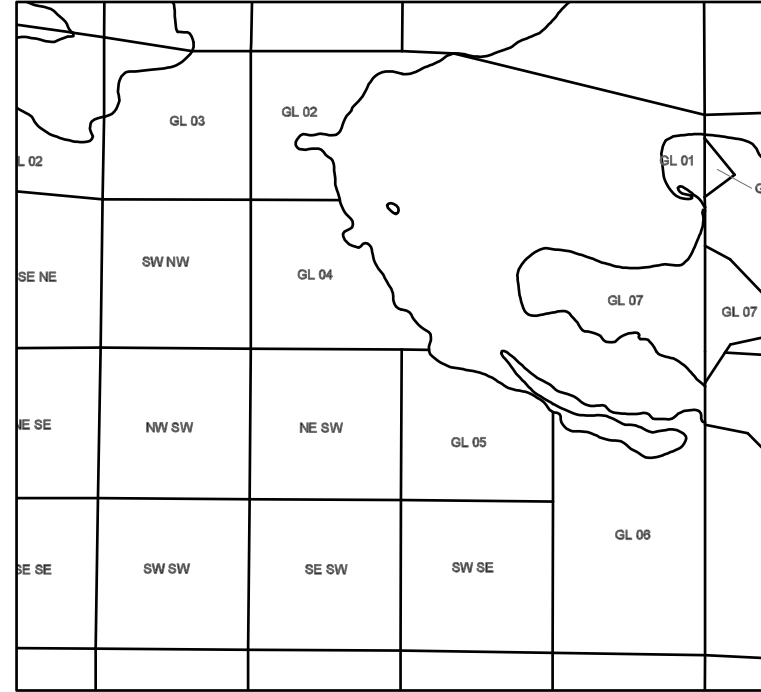 GL 02
GL 03
GL 01
L 02
G
SW NW
SE NE
GL 04
GL 07
GL 07
NE SE
NW SW
NE SW
GL 05
GL 06
SE SE
SW SW
SE SW
SW SE